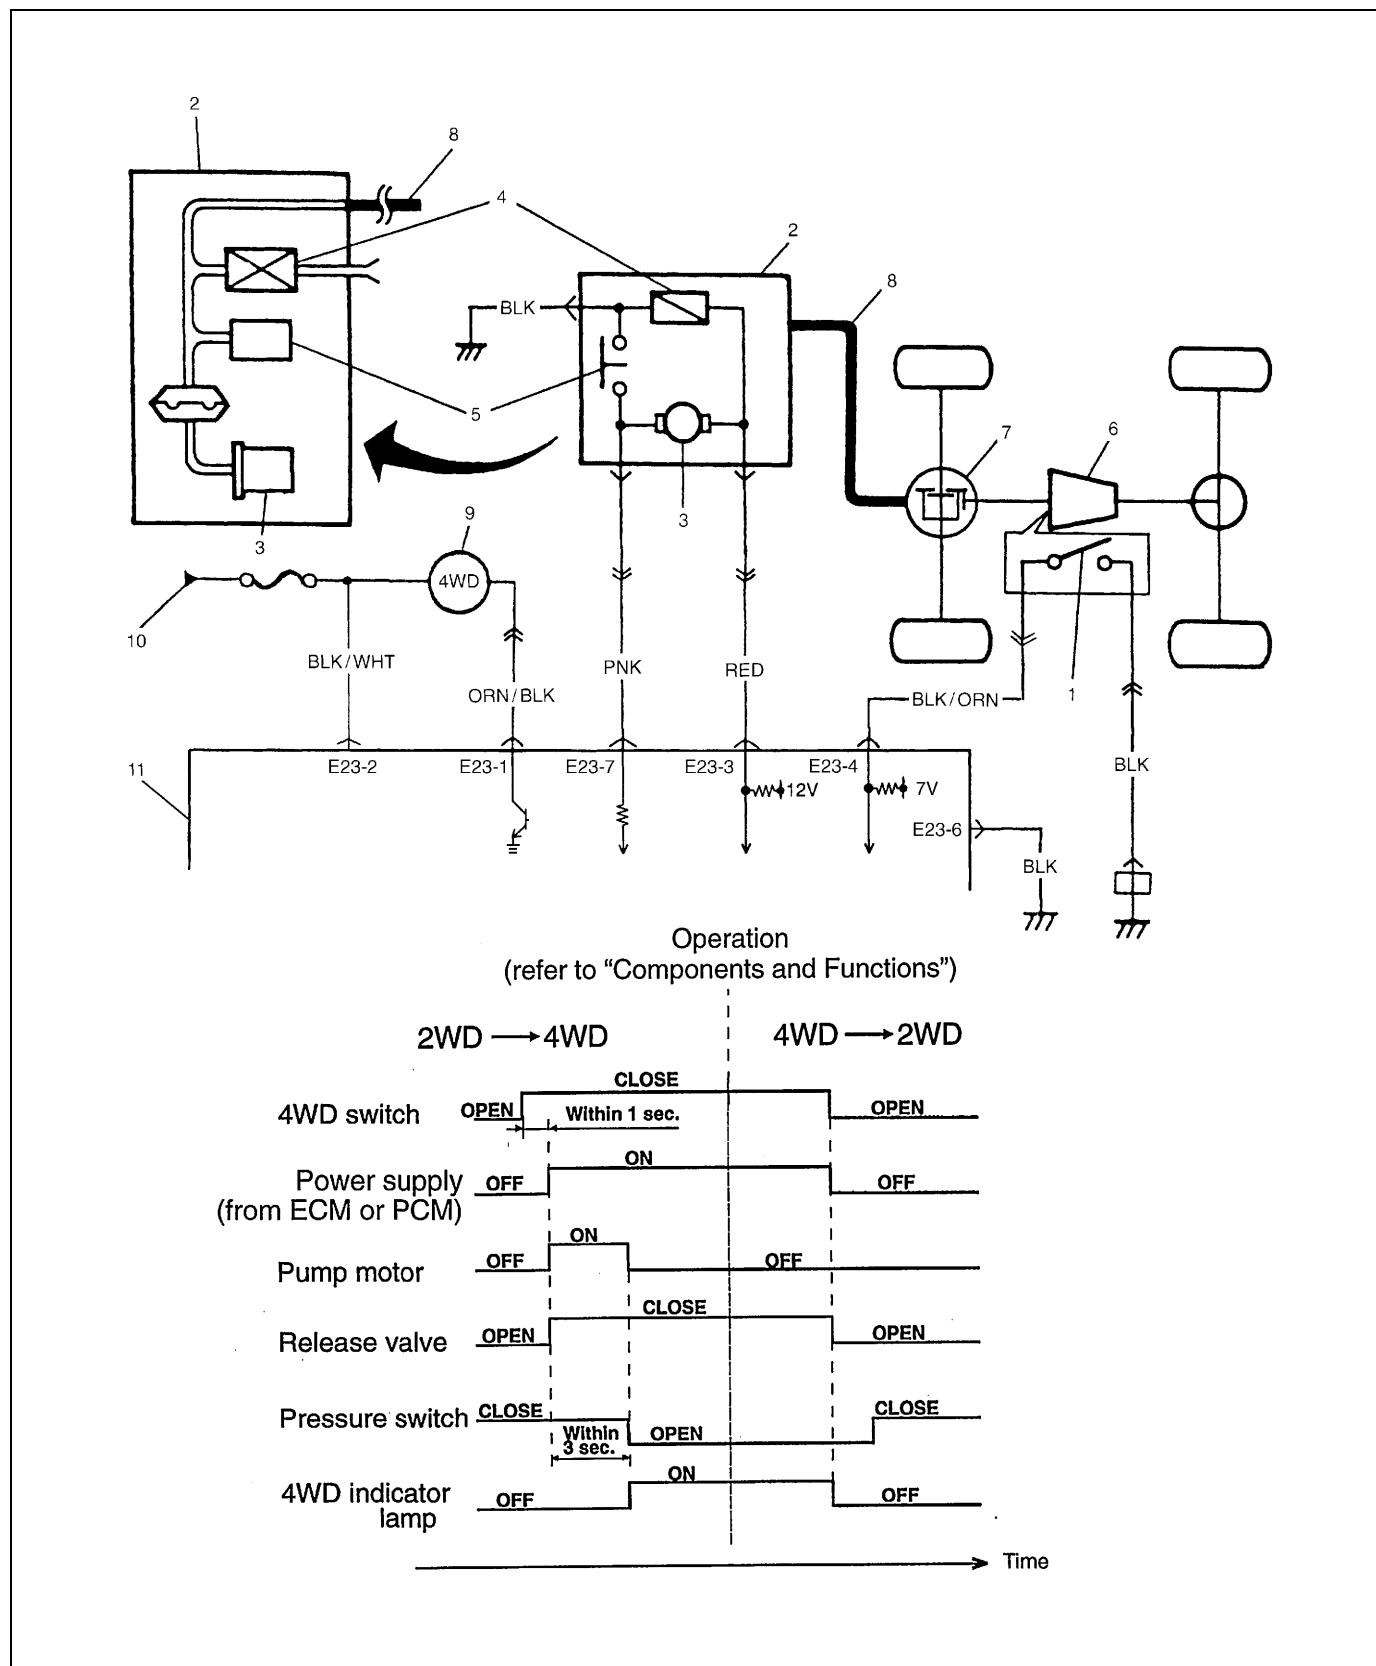 2
8
4
2
8
BLK
5
7
6
3
3
9
4WD
10
BLK/WHT
PNK
RED
ORN/BLK
BLK/ORN
1
BLK
11
E23-2
E23-1
E23-7
E23-3
E23-4
12V
7V
E23-6
BLK
Operation
(refer to “Components and Functions”)
2WD → 4WD
4WD → 2WD
4WD switch
OPEN
CLOSE
Within 1 sec.
OPEN
Power supply
(from ECM or PCM)
OFF
ON
OFF
Pump motor
OFF
ON
OFF
Release valve
OPEN
CLOSE
OPEN
Pressure switch
CLOSE
Within
3 sec.
OPEN
CLOSE
4WD indicator
lamp
OFF
ON
OFF
Time